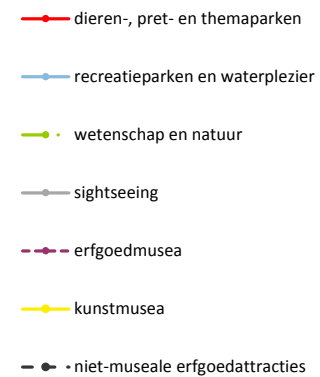 dieren-, pret- en themaparken
recreatieparken en waterplezier
wetenschap en natuur
sightseeing
erfgoedmusea
kunstmusea
niet-museale erfgoedattracties